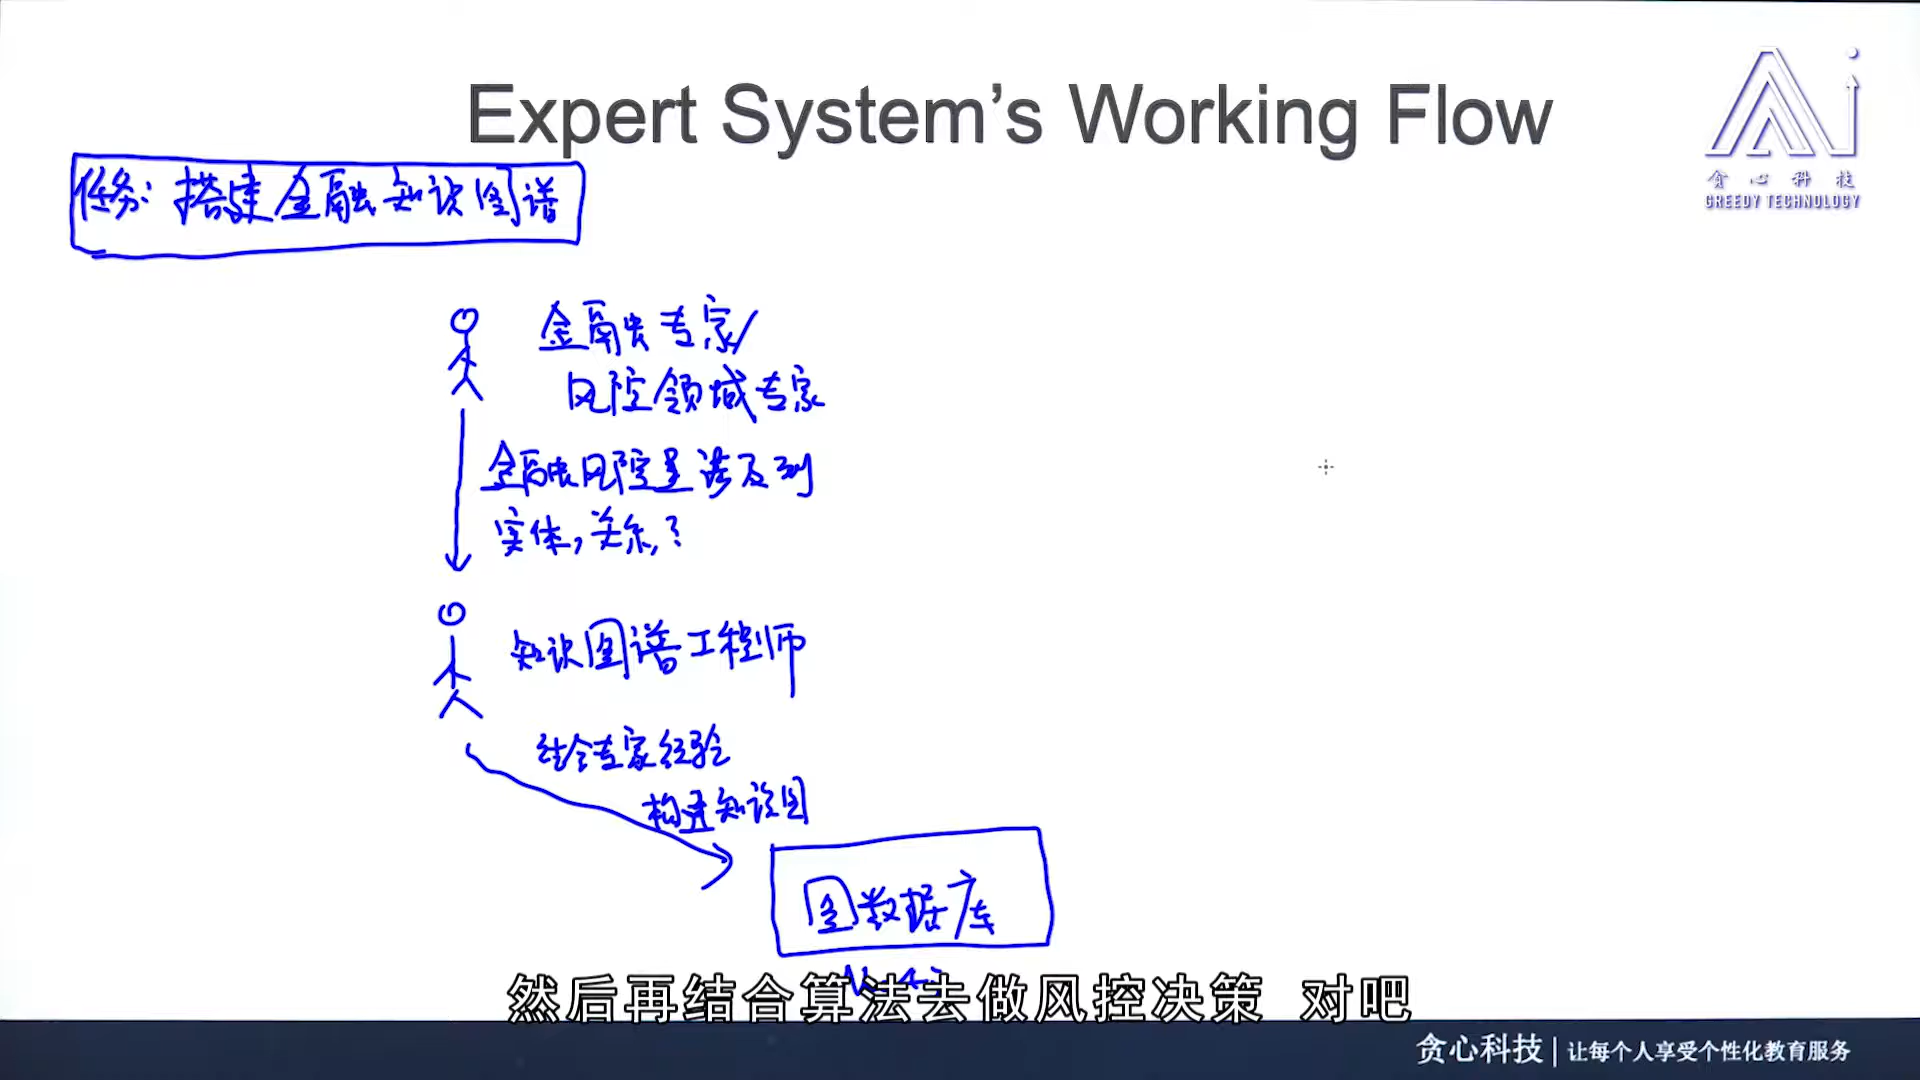 Expert System’s Working Flow
贪心科技
GREEDY TECHNOLOGY
任务: 搭建金融知识图谱
金融专家/
风控领域专家
金融风控里涉及到
实体, 关系?
知识图谱工程师
结合专家经验
构建知识图
图数据库
然后再结合算法去做风控决策 对吧
贪心科技 | 让每个人享受个性化教育服务